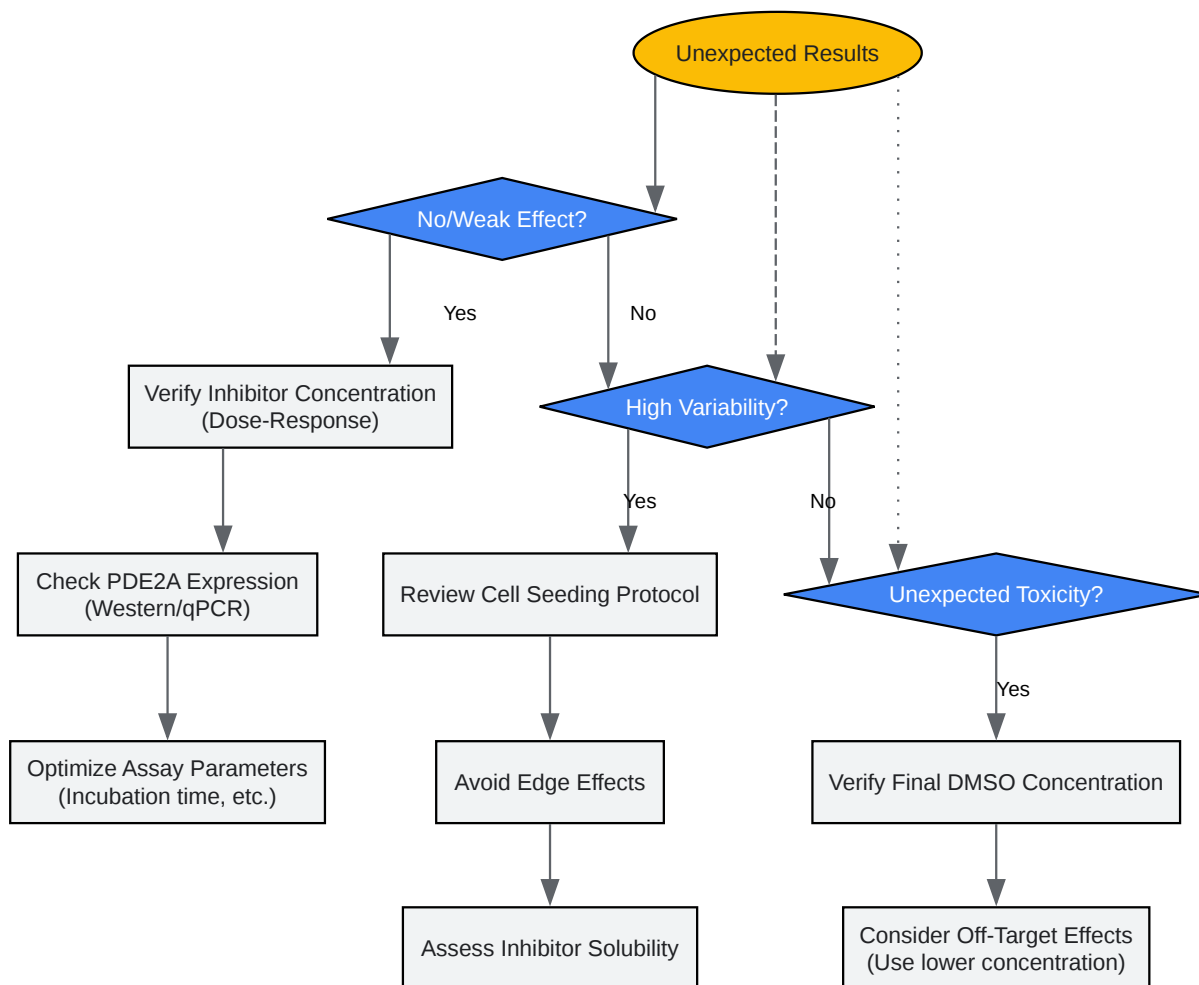 Unexpected Results
No/Weak Effect?
Yes
No
Verify Inhibitor Concentration
(Dose-Response)
High Variability?
Yes
No
Check PDE2A Expression
(Western/qPCR)
Review Cell Seeding Protocol
Unexpected Toxicity?
Yes
Optimize Assay Parameters
(Incubation time, etc.)
Avoid Edge Effects
Verify Final DMSO Concentration
Assess Inhibitor Solubility
Consider Off-Target Effects
(Use lower concentration)